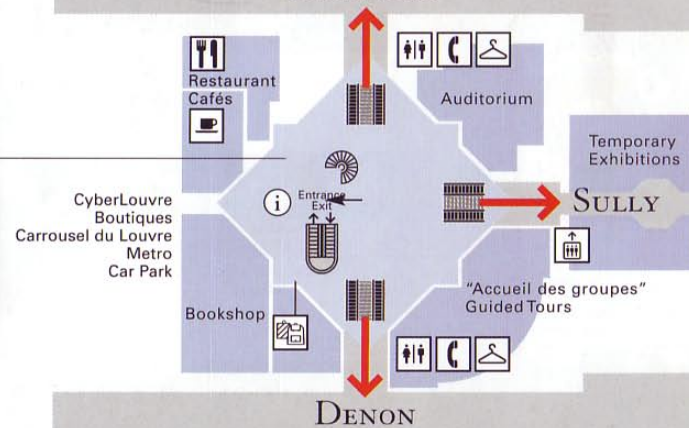 Restaurant
Cafés
Auditorium
Temporary
Exhibitions
CyberLouvre
Boutiques
Carrousel du Louvre
Metro
Car Park
i
Entrance
Exit
SULLY
"Accueil des groupes"
Guided Tours
Bookshop
DENON